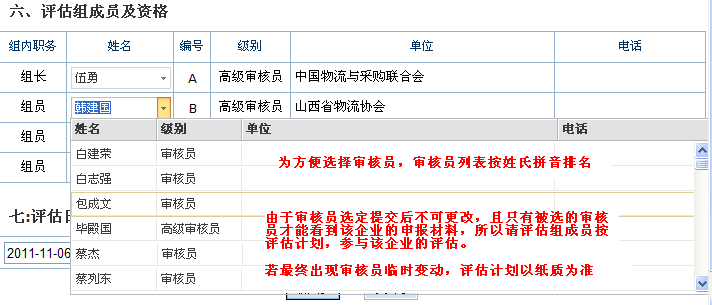 六、评估组成员及资格
组内职务 姓名 编号 级别 单位 电话
组长 伍勇 A 高级审核员 中国物流与采购联合会
组员 韩建国 B 高级审核员 山西省物流协会
组员
组员
姓名 级别 单位 电话
白建荣 审核员
白志强 审核员
包成文 审核员
毕殿国 高级审核员
蔡杰 审核员
蔡列东 审核员
为方便选择审核员，审核员列表按姓氏拼音排名
由于审核员选定提交后不可更改，且只有被选的审核
员才能看到该企业的申报材料，所以请评估组成员按
评估计划，参与该企业的评估。
若最终出现审核员临时变动，评估计划以纸质为准
七:评估
2011-11-06